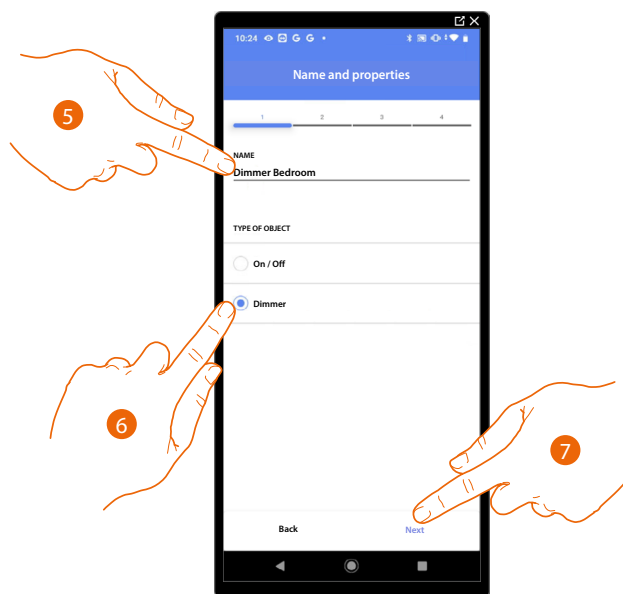 10:24 G G
Name and properties
1 2 3 4
NAME
Dimmer Bedroom
TYPE OF OBJECT
On / Off
Dimmer
Back Next
5
6
7